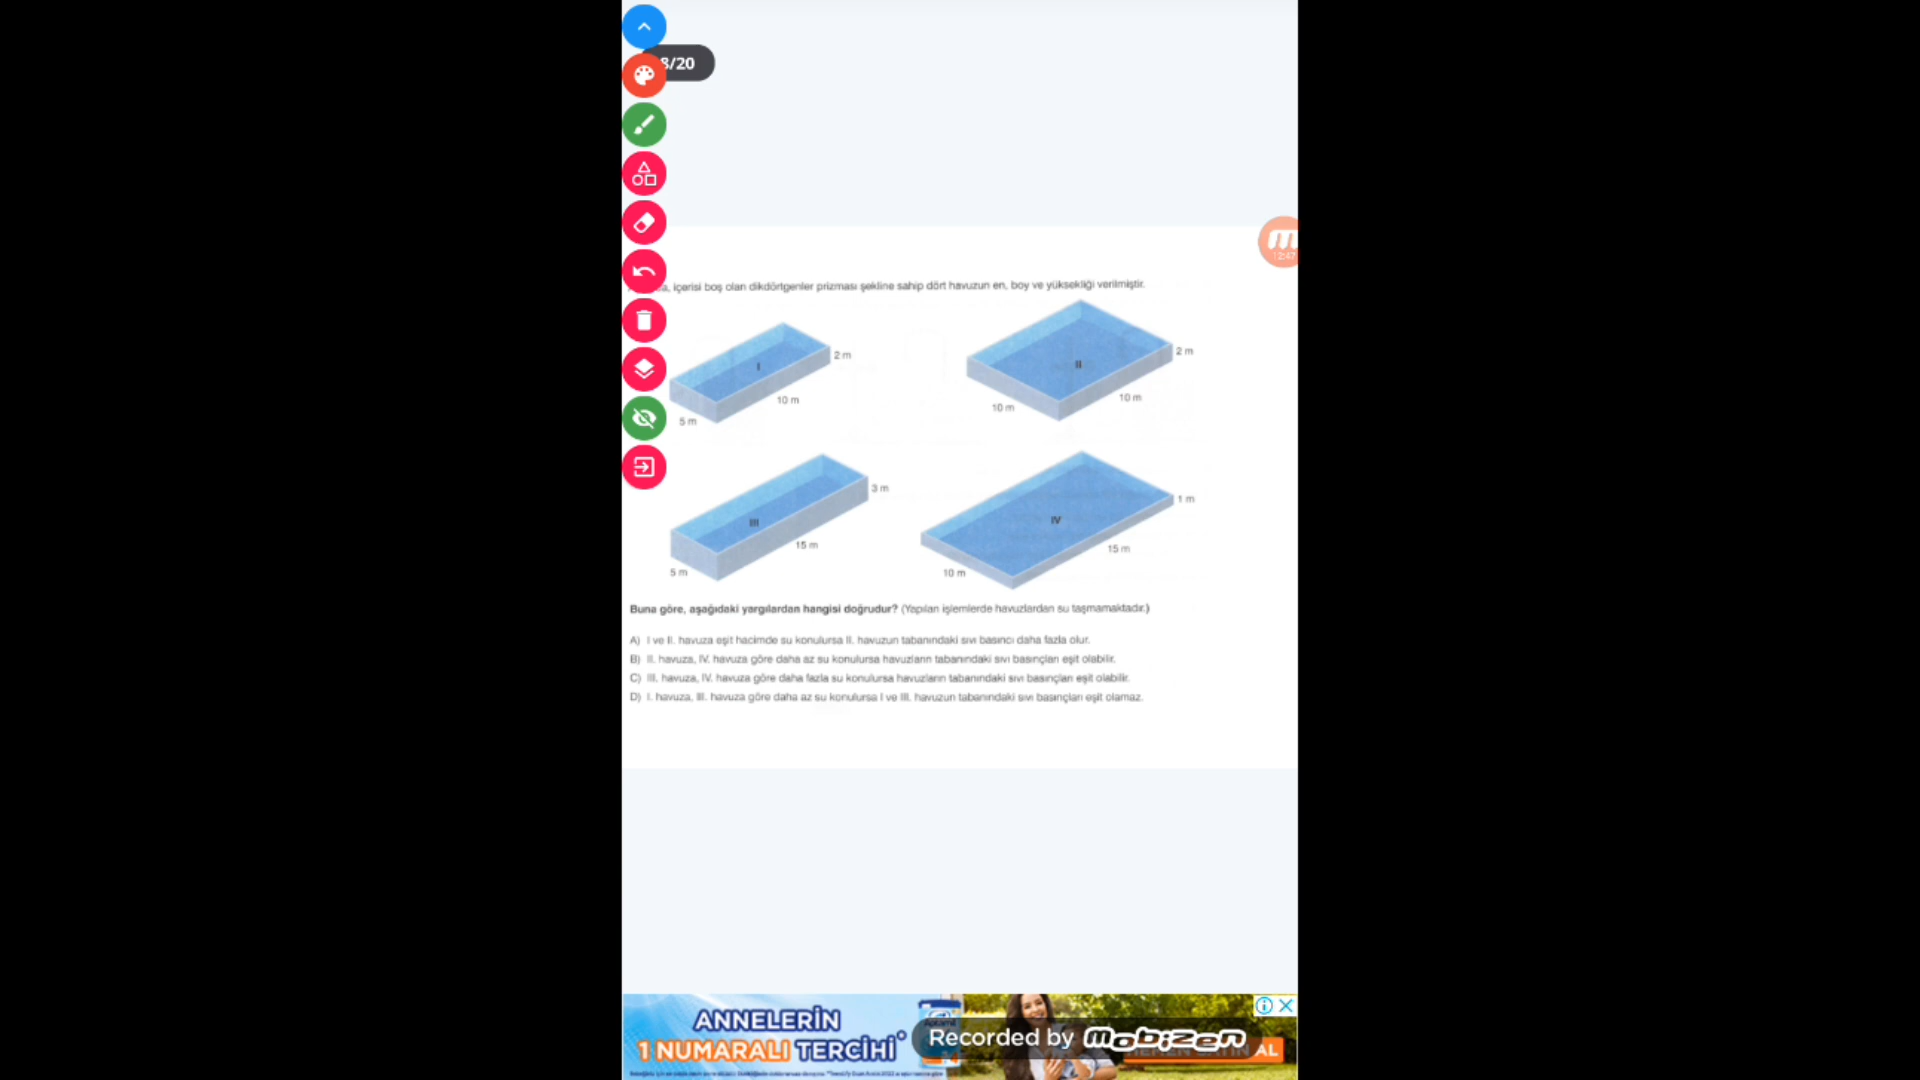 8/20
12:47
içerisi boş olan dikdörtgenler prizması şekline sahip dört havuzun en, boy ve yüksekliği verilmiştir.
I
2 m
10 m
5 m
II
2 m
10 m
10 m
III
3 m
15 m
5 m
IV
1 m
15 m
10 m
Buna göre, aşağıdaki yargılardan hangisi doğrudur? (Yapılan işlemlerde havuzlardan su taşmamaktadır.)
A) I ve II. havuza eşit hacimde su konulursa II. havuzun tabanındaki sıvı basıncı daha fazla olur.
B) II. havuza, IV. havuza göre daha az su konulursa havuzların tabanındaki sıvı basınçları eşit olabilir.
C) III. havuza, IV. havuza göre daha fazla su konulursa havuzların tabanındaki sıvı basınçları eşit olabilir.
D) I. havuza, III. havuza göre daha az su konulursa I ve III. havuzun tabanındaki sıvı basınçları eşit olamaz.
ANNELERİN
1 NUMARALI TERCİHİ
Aptamil
Recorded by mobizen
AL